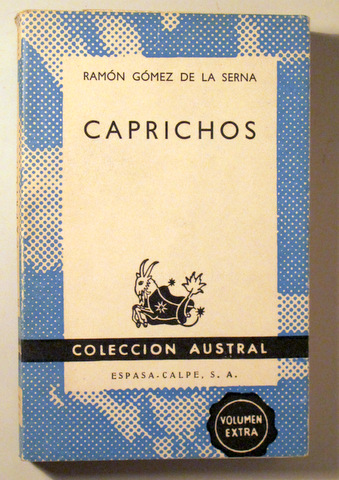 RAMÓN GÓMEZ DE LA SERNA
CAPRICHOS
COLECCION AUSTRAL
ESPASA-CALPE, S. A.
VOLUMEN
EXTRA